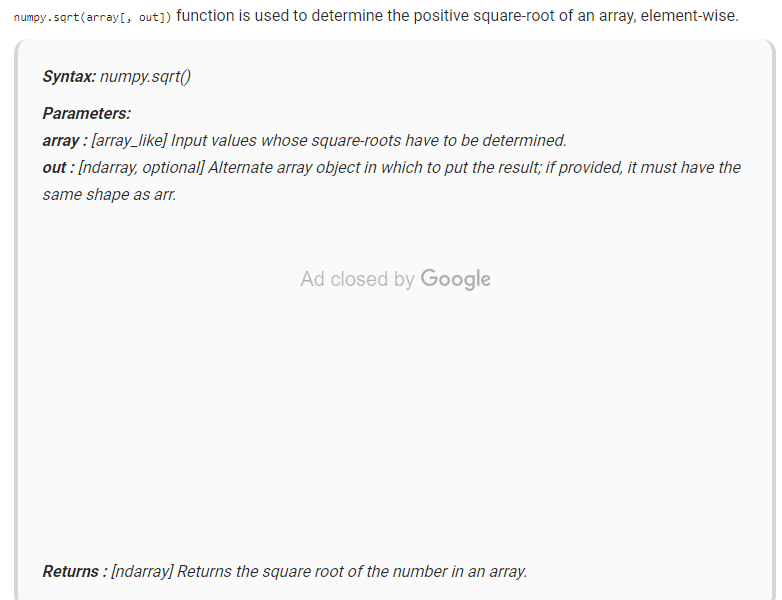 numpy.sqrt(array[, out]) function is used to determine the positive square-root of an array, element-wise.
Syntax: numpy.sqrt()
Parameters:
array : [array_like] Input values whose square-roots have to be determined.
out : [ndarray, optional] Alternate array object in which to put the result; if provided, it must have the
same shape as arr.
Ad closed by Google
Returns : [ndarray] Returns the square root of the number in an array.